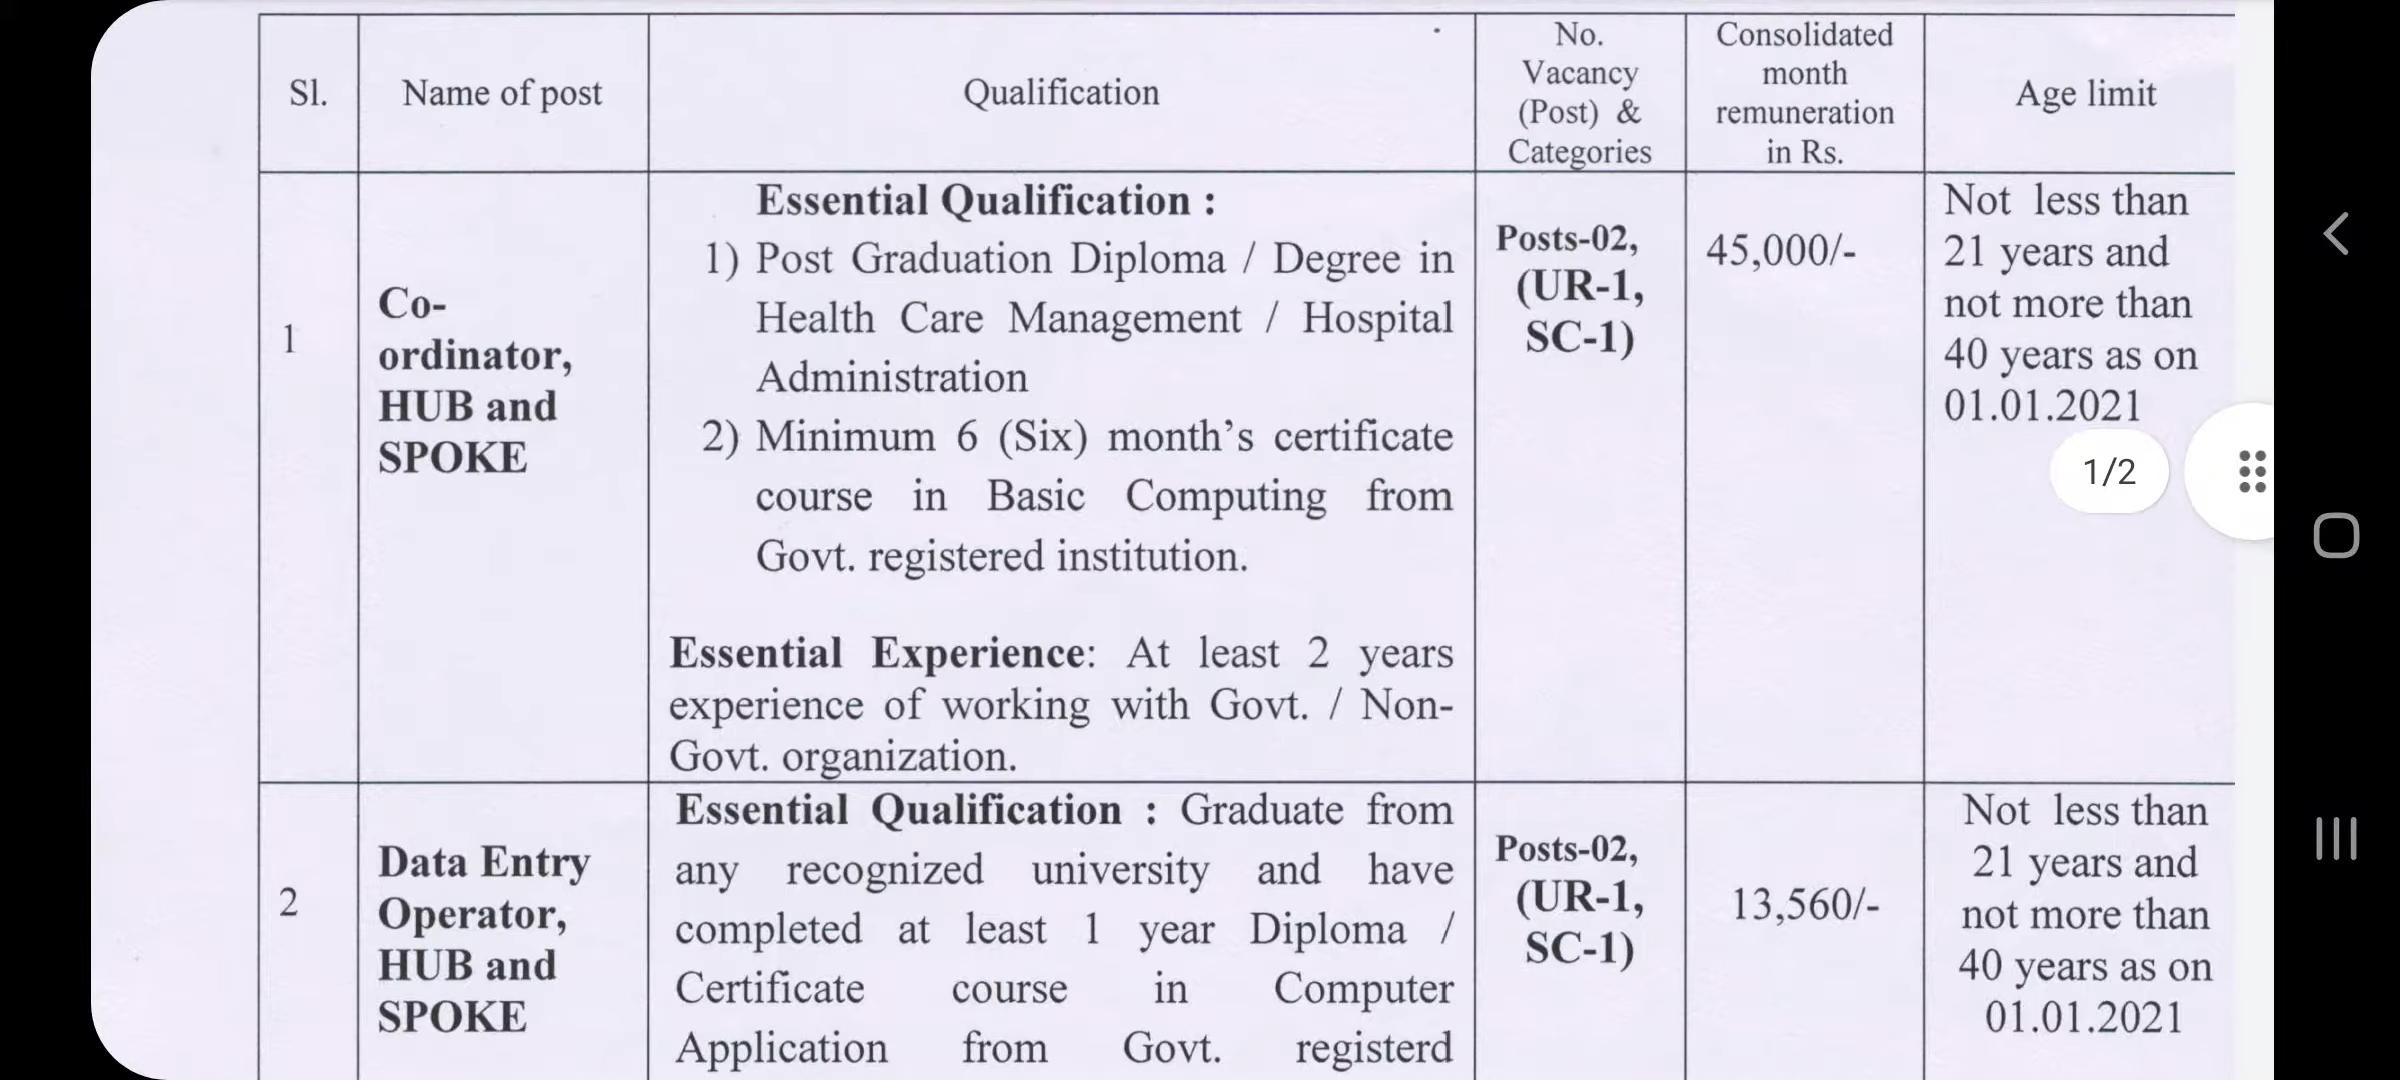 Sl.
Name of post
Qualification
No.
Vacancy
(Post) &
Categories
Consolidated
month
remuneration
in Rs.
Age limit
1
Co-
ordinator,
HUB and
SPOKE
Essential Qualification :
1) Post Graduation Diploma / Degree in
Health Care Management / Hospital
Administration
2) Minimum 6 (Six) month’s certificate
course in Basic Computing from
Govt. registered institution.
Essential Experience: At least 2 years
experience of working with Govt. / Non-
Govt. organization.
Posts-02,
(UR-1,
SC-1)
45,000/-
Not less than
21 years and
not more than
40 years as on
01.01.2021
1/2
2
Data Entry
Operator,
HUB and
SPOKE
Essential Qualification : Graduate from
any recognized university and have
completed at least 1 year Diploma /
Certificate course in Computer
Application from Govt. registerd
Posts-02,
(UR-1,
SC-1)
13,560/-
Not less than
21 years and
not more than
40 years as on
01.01.2021